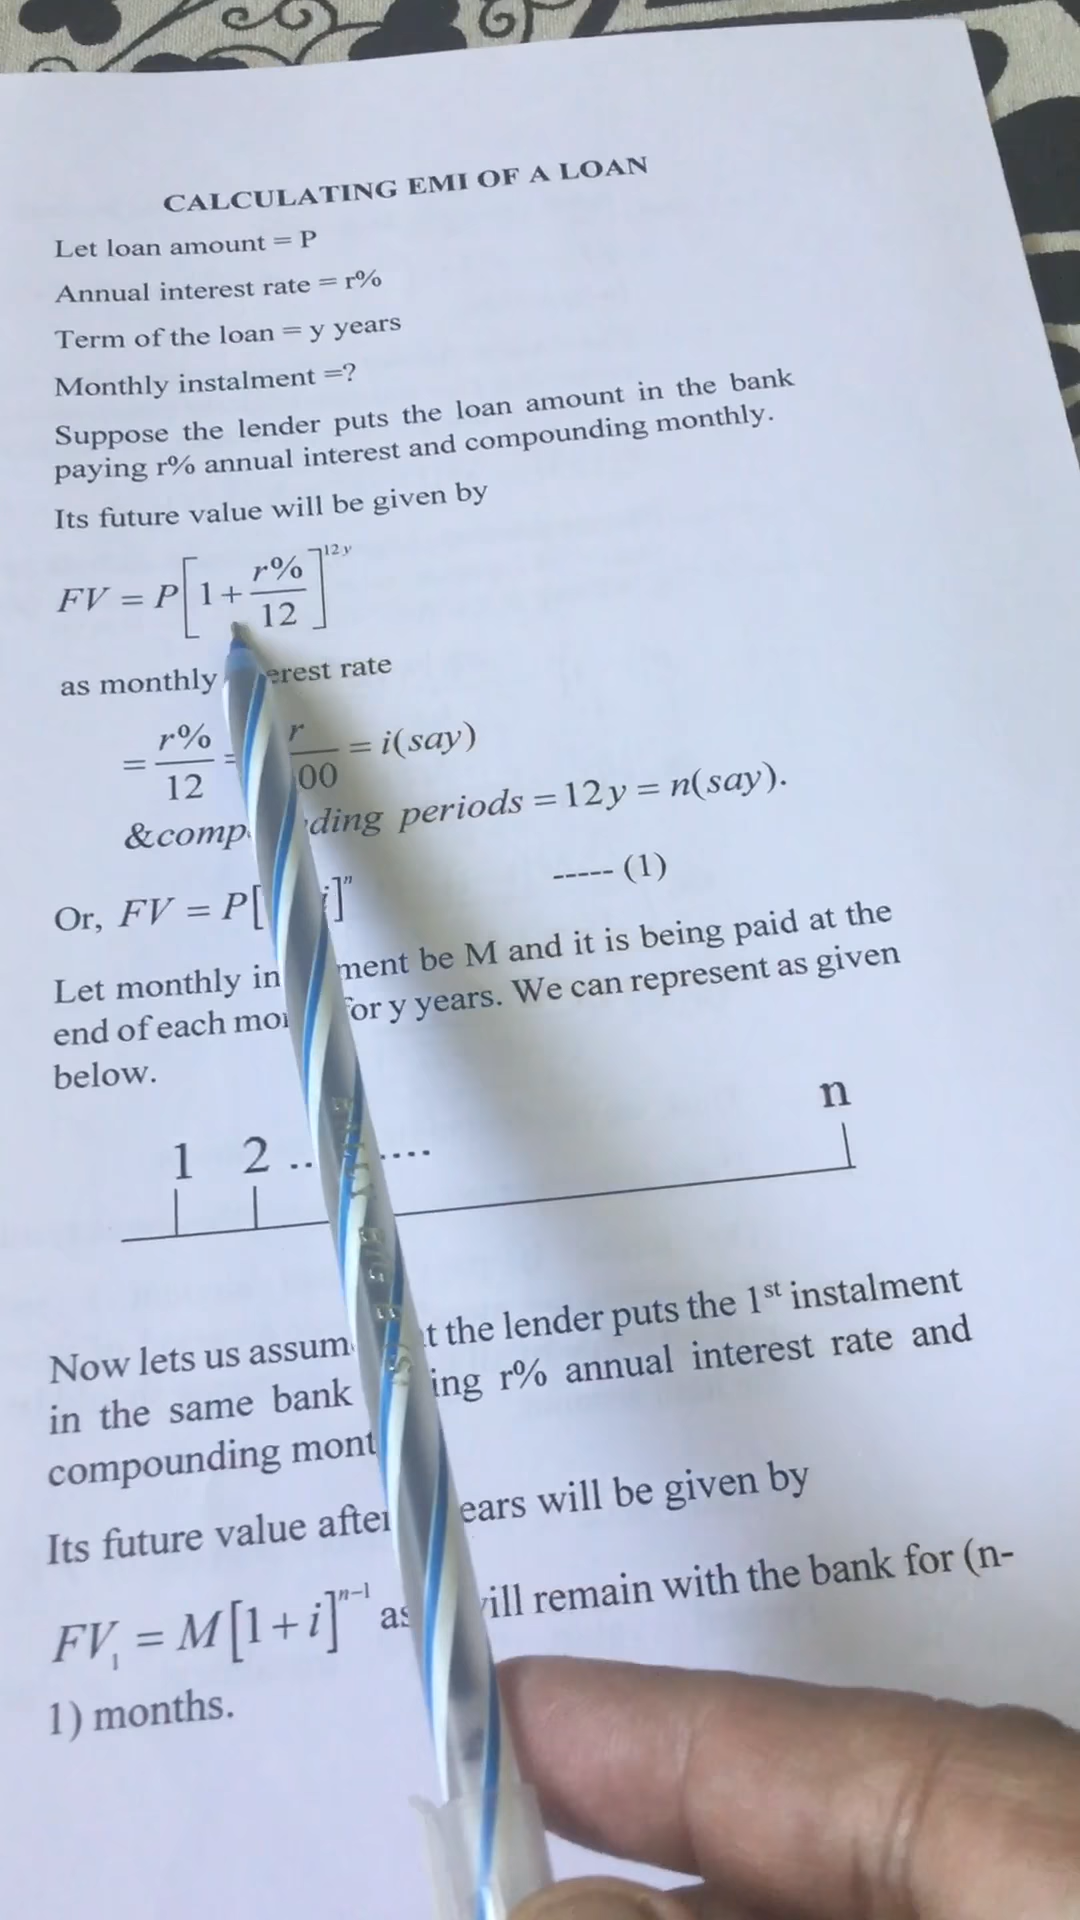 CALCULATING EMI OF A LOAN
Let loan amount = P
Annual interest rate = r%
Term of the loan = y years
Monthly instalment =?
Suppose the lender puts the loan amount in the bank
paying r% annual interest and compounding monthly.
Its future value will be given by
FV = P[1 + r%/12]^12y
as monthly erest rate
= r%/12 = r/ 00 = i(say)
&comp ding periods = 12y = n(say).
Or, FV = P[ i]^n ----- (1)
Let monthly in ment be M and it is being paid at the
end of each mon or y years. We can represent as given
below.
1 2 .. .... n
Now lets us assum t the lender puts the 1st instalment
in the same bank ing r% annual interest rate and
compounding mont
Its future value after ears will be given by
FV1 = M[1+i]^n-1 as ill remain with the bank for (n-
1) months.